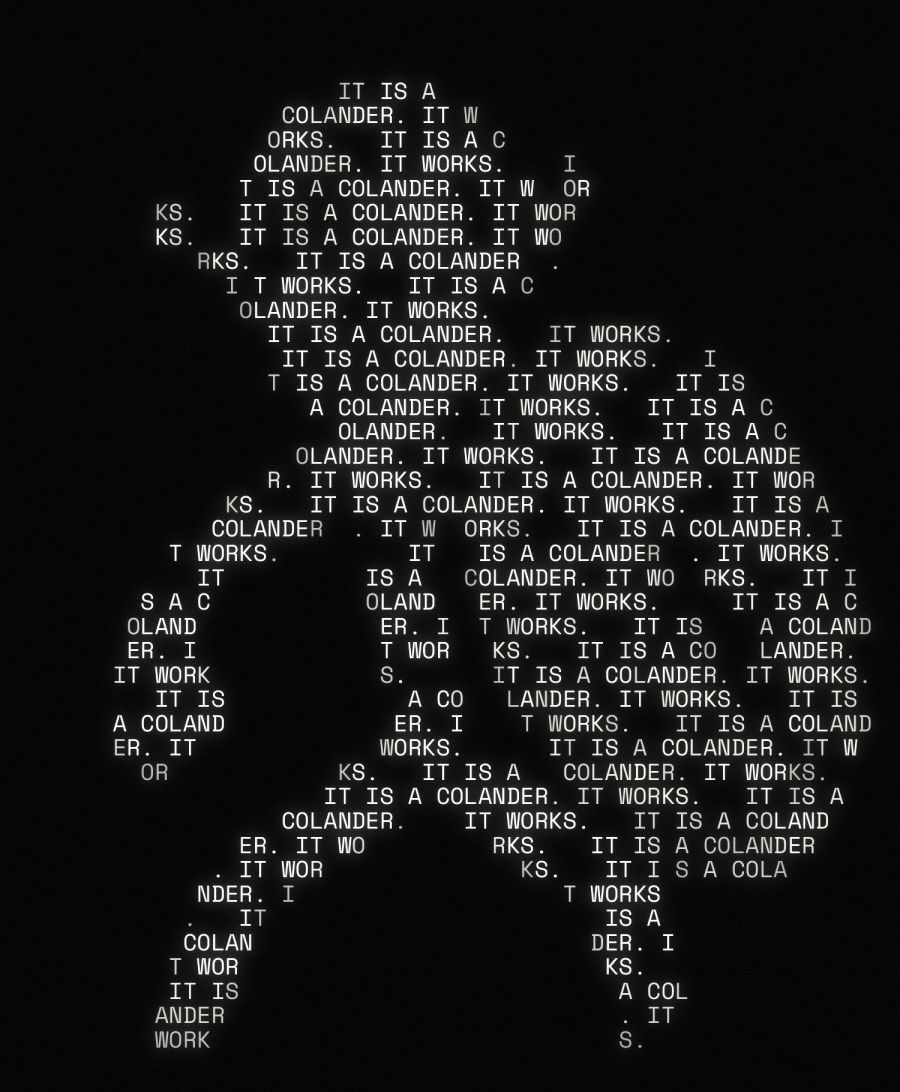 IT IS A
COLANDER. IT W
ORKS. IT IS A C
OLANDER. IT WORKS. I
T IS A COLANDER. IT W OR
KS. IT IS A COLANDER. IT WOR
KS. IT IS A COLANDER. IT WO
RKS. IT IS A COLANDER .
I T WORKS. IT IS A C
OLANDER. IT WORKS.
IT IS A COLANDER. IT WORKS.
IT IS A COLANDER. IT WORKS. I
T IS A COLANDER. IT WORKS. IT IS
A COLANDER. IT WORKS. IT IS A C
OLANDER. IT WORKS. IT IS A C
OLANDER. IT WORKS. IT IS A COLANDE
R. IT WORKS. IT IS A COLANDER. IT WOR
KS. IT IS A COLANDER. IT WORKS. IT IS A
COLANDER . IT W ORKS. IT IS A COLANDER. I
T WORKS. IT IS A COLANDER . IT WORKS.
IT IS A COLANDER. IT WO RKS. IT I
S A C OLAND ER. IT WORKS. IT IS A C
OLAND ER. I T WORKS. IT IS A COLAND
ER. I T WOR KS. IT IS A CO LANDER.
IT WORK S. IT IS A COLANDER. IT WORKS.
IT IS A CO LANDER. IT WORKS. IT IS
A COLAND ER. I T WORKS. IT IS A COLAND
ER. IT WORKS. IT IS A COLANDER. IT W
OR KS. IT IS A COLANDER. IT WORKS.
IT IS A COLANDER. IT WORKS. IT IS A
COLANDER. IT WORKS. IT IS A COLAND
ER. IT WO RKS. IT IS A COLANDER
. IT WOR KS. IT I S A COLA
NDER. I T WORKS
. IT IS A
COLAN DER. I
T WOR KS.
IT IS A COL
ANDER . IT
WORK S.